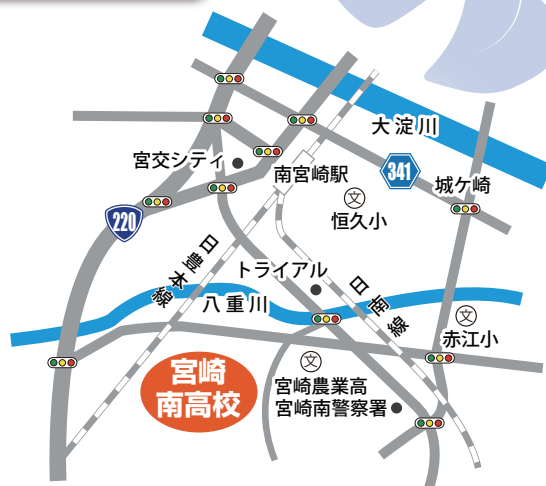 大淀川
宮交シティ
南宮崎駅
341
城ケ崎
文
恒久小
220
日豊本線
トライアル
日南線
八重川
文
赤江小
宮崎
南高校
文
宮崎農業高
宮崎南警察署